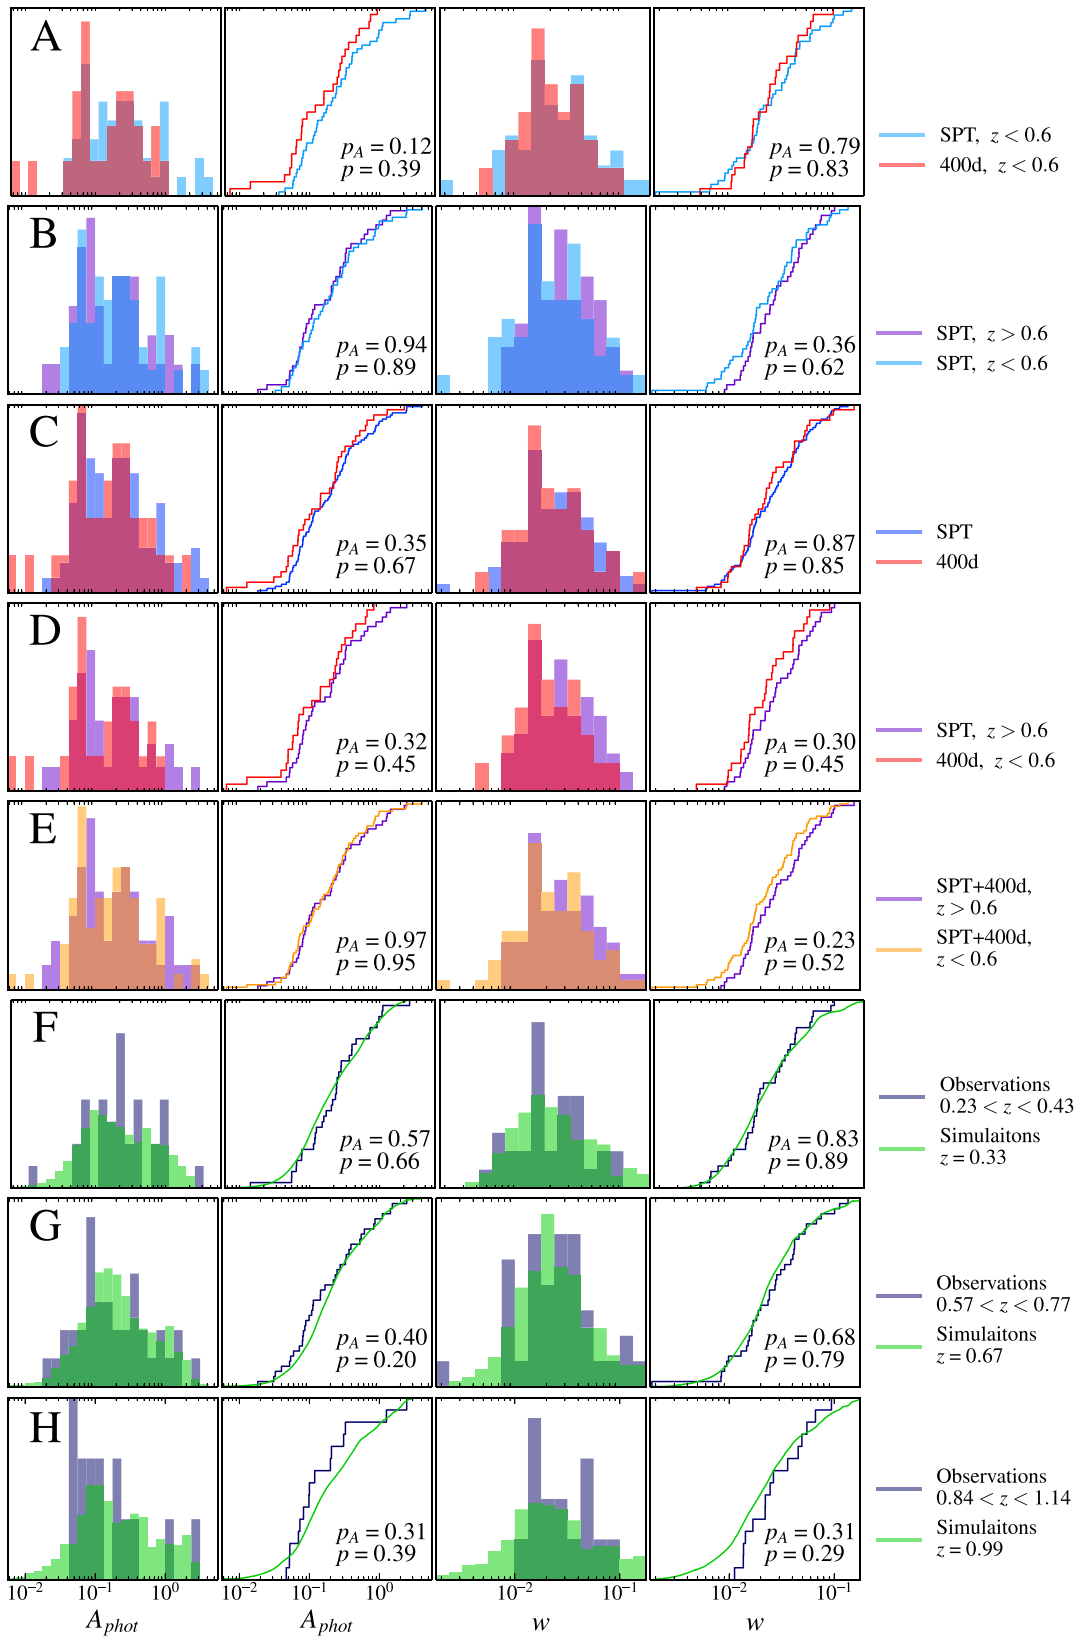 A
p_A = 0.12
p = 0.39
p_A = 0.79
p = 0.83
SPT, z < 0.6
400d, z < 0.6
B
p_A = 0.94
p = 0.89
p_A = 0.36
p = 0.62
SPT, z > 0.6
SPT, z < 0.6
C
p_A = 0.35
p = 0.67
p_A = 0.87
p = 0.85
SPT
400d
D
p_A = 0.32
p = 0.45
p_A = 0.30
p = 0.45
SPT, z > 0.6
400d, z < 0.6
E
p_A = 0.97
p = 0.95
p_A = 0.23
p = 0.52
SPT+400d,
z > 0.6
SPT+400d,
z < 0.6
F
p_A = 0.57
p = 0.66
p_A = 0.83
p = 0.89
Observations
0.23 < z < 0.43
Simulaitons
z = 0.33
G
p_A = 0.40
p = 0.20
p_A = 0.68
p = 0.79
Observations
0.57 < z < 0.77
Simulaitons
z = 0.67
H
p_A = 0.31
p = 0.39
p_A = 0.31
p = 0.29
Observations
0.84 < z < 1.14
Simulaitons
z = 0.99
10^{-2} 10^{-1} 10^{0} 10^{-2} 10^{-1} 10^{0} 10^{-2} 10^{-1} 10^{-2} 10^{-1}
A_{phot} A_{phot} w w